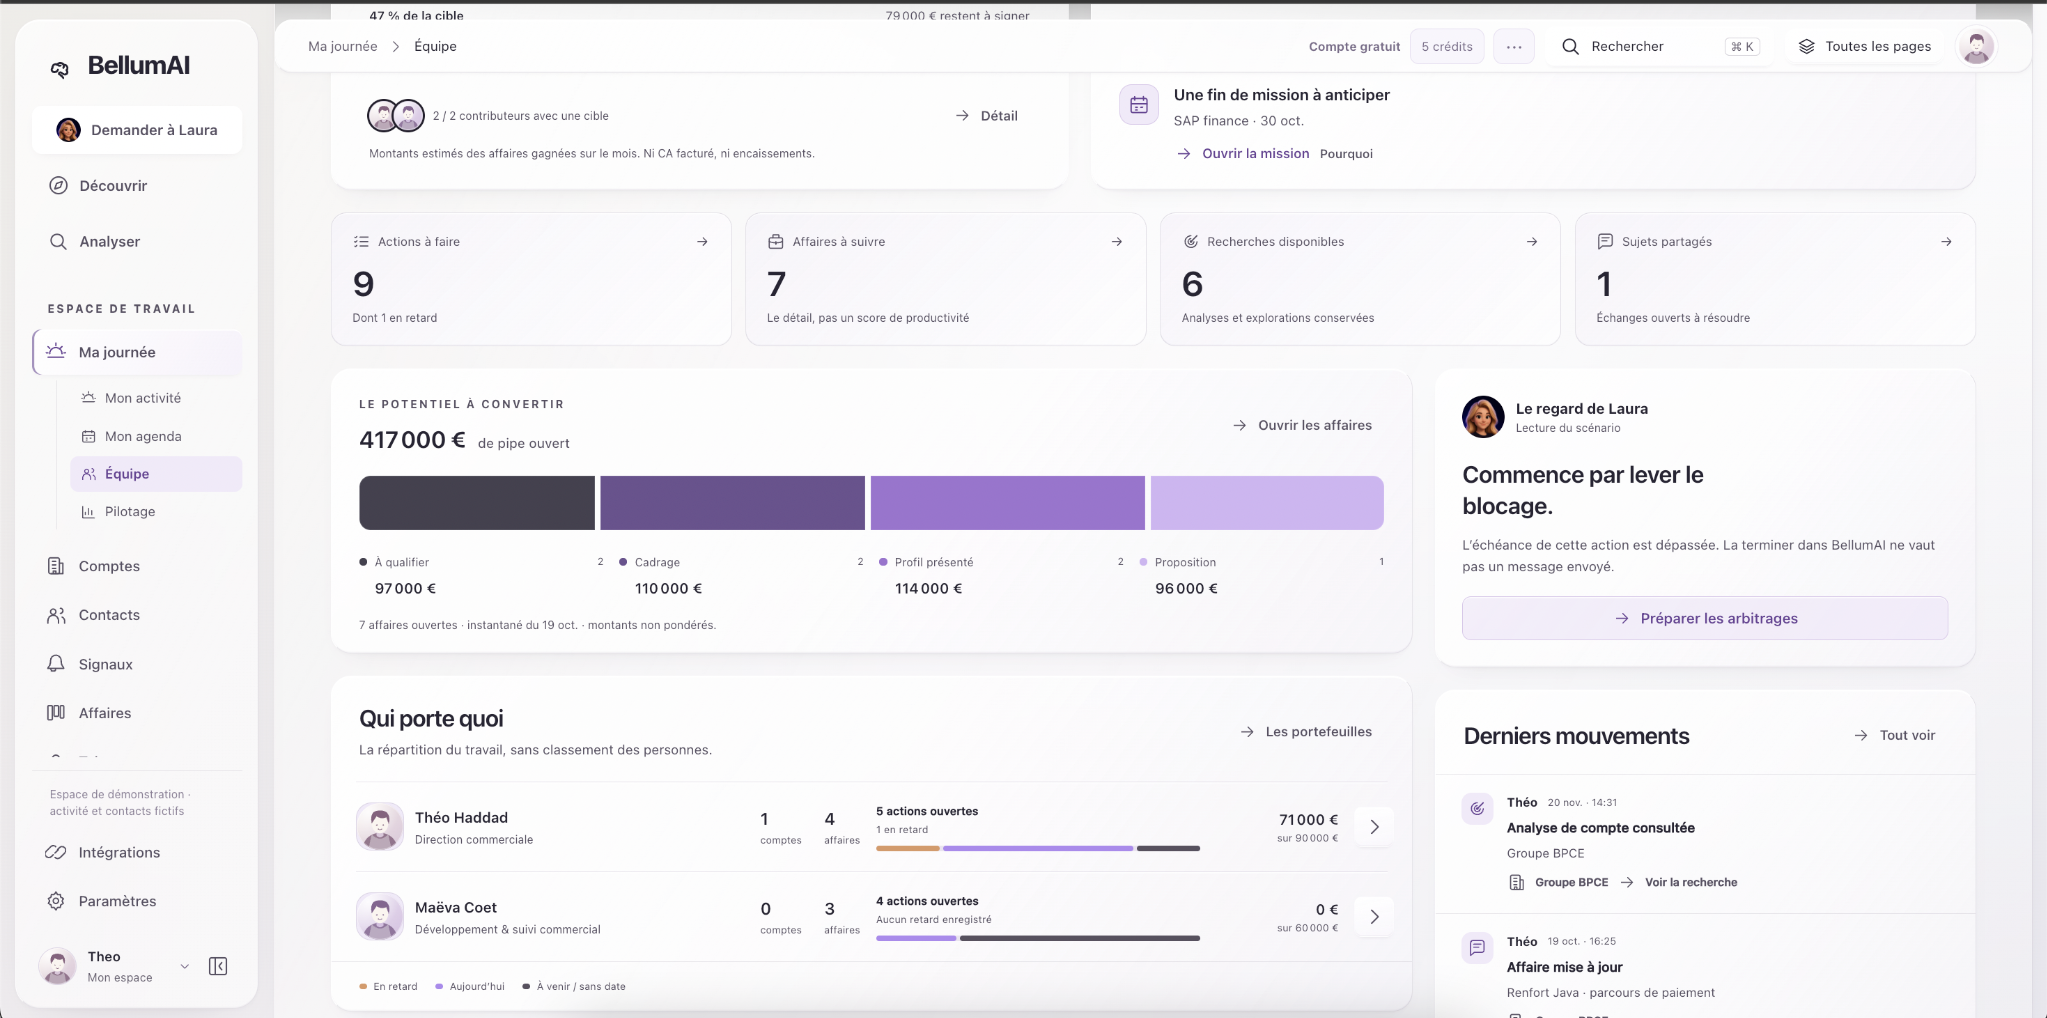 BellumAI
Demander à Laura
Découvrir
Analyser
ESPACE DE TRAVAIL
Ma journée
Mon activité
Mon agenda
Équipe
Pilotage
Comptes
Contacts
Signaux
Affaires
Espace de démonstration ·
activité et contacts fictifs
Intégrations
Paramètres
Theo
Mon espace
47 % de la cible
79 000 € restent à signer
Ma journée
Équipe
Compte gratuit
5 crédits
Rechercher
⌘ K
Toutes les pages
2 / 2 contributeurs avec une cible
Détail
Montants estimés des affaires gagnées sur le mois. Ni CA facturé, ni encaissements.
Une fin de mission à anticiper
SAP finance · 30 oct.
Ouvrir la mission
Pourquoi
Actions à faire
9
Dont 1 en retard
Affaires à suivre
7
Le détail, pas un score de productivité
Recherches disponibles
6
Analyses et explorations conservées
Sujets partagés
1
Échanges ouverts à résoudre
LE POTENTIEL À CONVERTIR
417 000 € de pipe ouvert
Ouvrir les affaires
À qualifier 2
97 000 €
Cadrage 2
110 000 €
Profil présenté 2
114 000 €
Proposition 1
96 000 €
7 affaires ouvertes · instantané du 19 oct. · montants non pondérés.
Le regard de Laura
Lecture du scénario
Commence par lever le
blocage.
L'échéance de cette action est dépassée. La terminer dans BellumAI ne vaut
pas un message envoyé.
Préparer les arbitrages
Qui porte quoi
La répartition du travail, sans classement des personnes.
Les portefeuilles
Théo Haddad
Direction commerciale
1
comptes
4
affaires
5 actions ouvertes
1 en retard
71 000 €
sur 90 000 €
Maëva Coet
Développement & suivi commercial
0
comptes
3
affaires
4 actions ouvertes
Aucun retard enregistré
0 €
sur 60 000 €
En retard
Aujourd'hui
À venir / sans date
Derniers mouvements
Tout voir
Théo 20 nov. · 14:31
Analyse de compte consultée
Groupe BPCE
Groupe BPCE
Voir la recherche
Théo 19 oct. · 16:25
Affaire mise à jour
Renfort Java · parcours de paiement